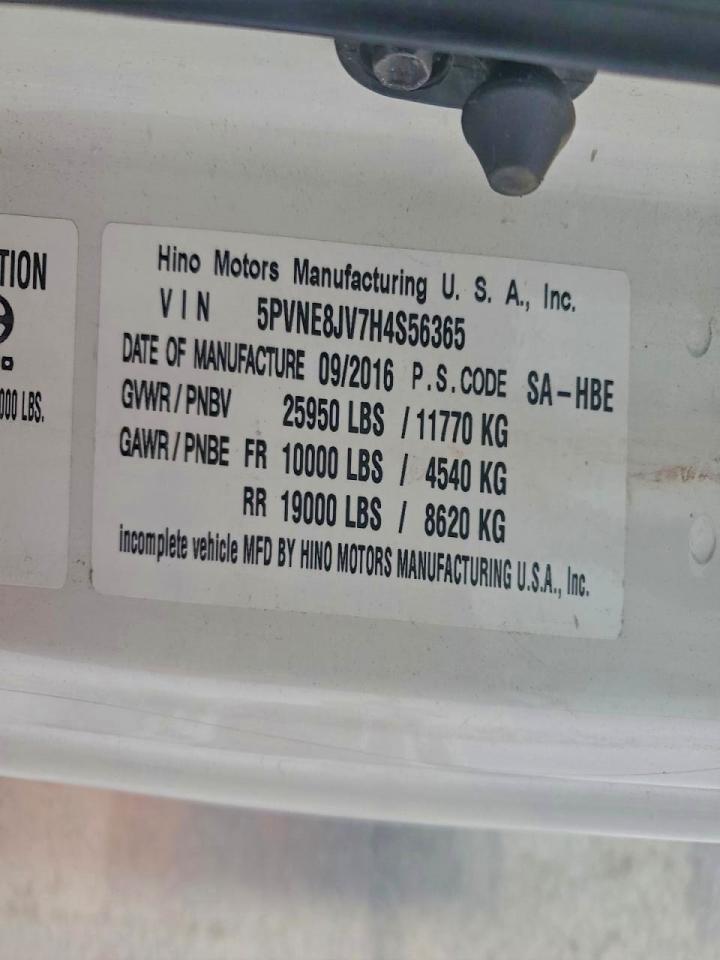 TION
000 LBS.
Hino Motors Manufacturing U. S. A., Inc.
VIN 5PVNE8JV7H4S56365
DATE OF MANUFACTURE 09/2016 P.S.CODE SA-HBE
GVWR/PNBV 25950 LBS / 11770 KG
GAWR/PNBE FR 10000 LBS / 4540 KG
RR 19000 LBS / 8620 KG
incomplete vehicle MFD BY HINO MOTORS MANUFACTURING U.S.A., Inc.